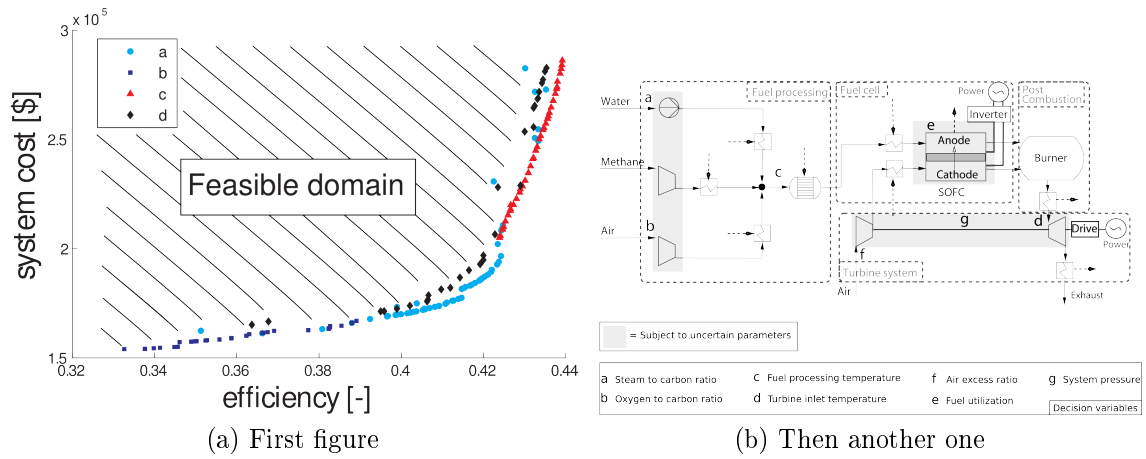 3 x 10⁵
a
b
c
d
2.5
2
1.5
Feasible domain
system cost [$]
0.32
0.34
0.36
0.38
0.4
0.42
0.44
efficiency [-]
(a) First figure
Water
a
Fuel processing
Methane
c
Air
b
Fuel cell
Power
Post
Combustion
Inverter
e
Anode
Cathode
SOFC
Burner
g
d
Drive
Power
f
Turbine system
Air
Exhaust
= Subject to uncertain parameters
a Steam to carbon ratio
c Fuel processing temperature
f Air excess ratio
g System pressure
b Oxygen to carbon ratio
d Turbine inlet temperature
e Fuel utilization
Decision variables
(b) Then another one